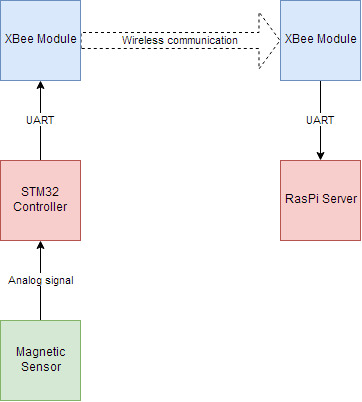 XBee Module
Wireless communication
XBee Module
UART
UART
STM32
Controller
RasPi Server
Analog signal
Magnetic
Sensor